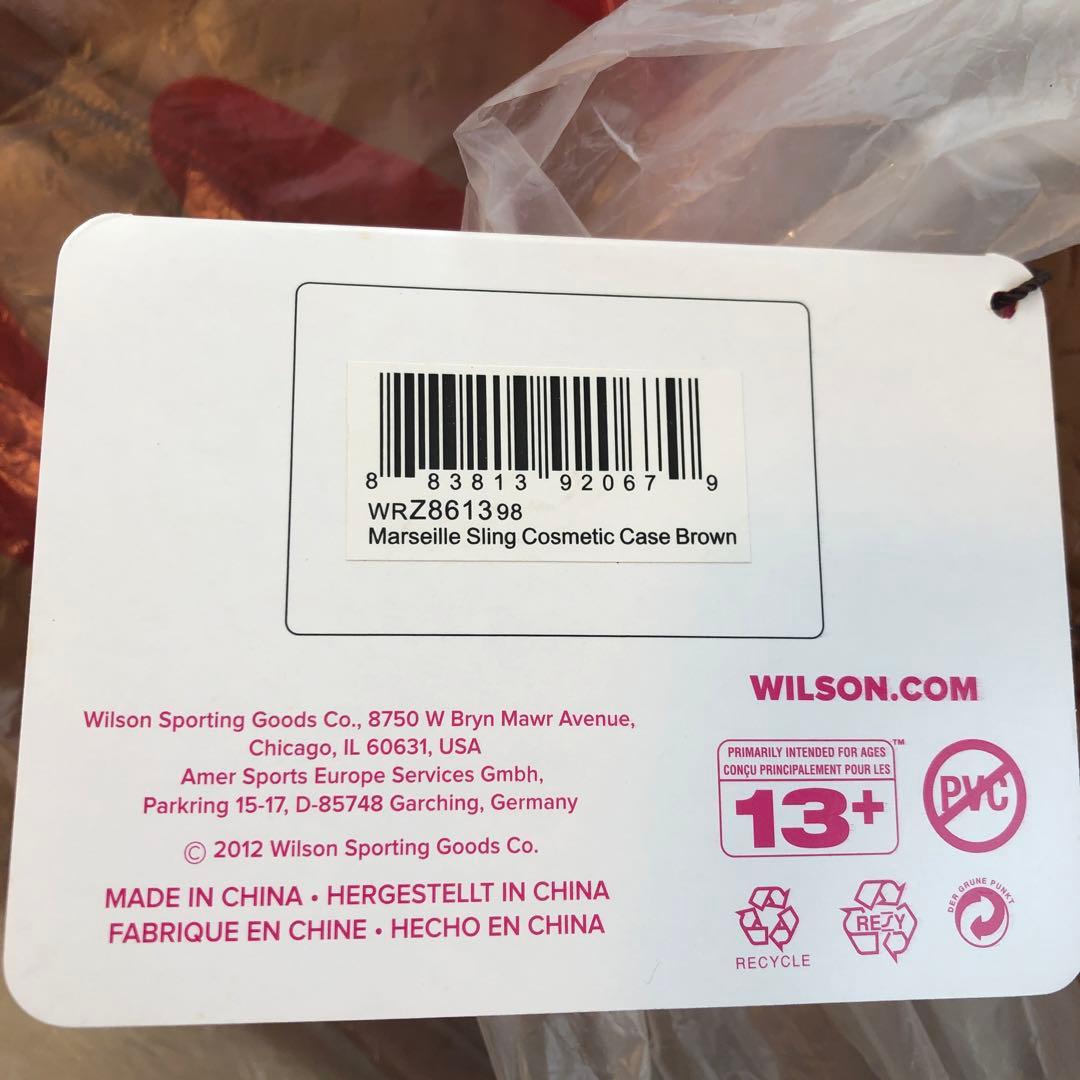 8 83813 92067 9
WRZ861398
Marseille Sling Cosmetic Case Brown
WILSON.COM
Wilson Sporting Goods Co., 8750 W Bryn Mawr Avenue,
Chicago, IL 60631, USA
Amer Sports Europe Services Gmbh,
Parkring 15-17, D-85748 Garching, Germany
© 2012 Wilson Sporting Goods Co.
MADE IN CHINA • HERGESTELLT IN CHINA
FABRIQUE EN CHINE • HECHO EN CHINA
PRIMARILY INTENDED FOR AGES ™
CONÇU PRINCIPALEMENT POUR LES
13+
PVC
RECYCLE
DER GRUNE PUNKT